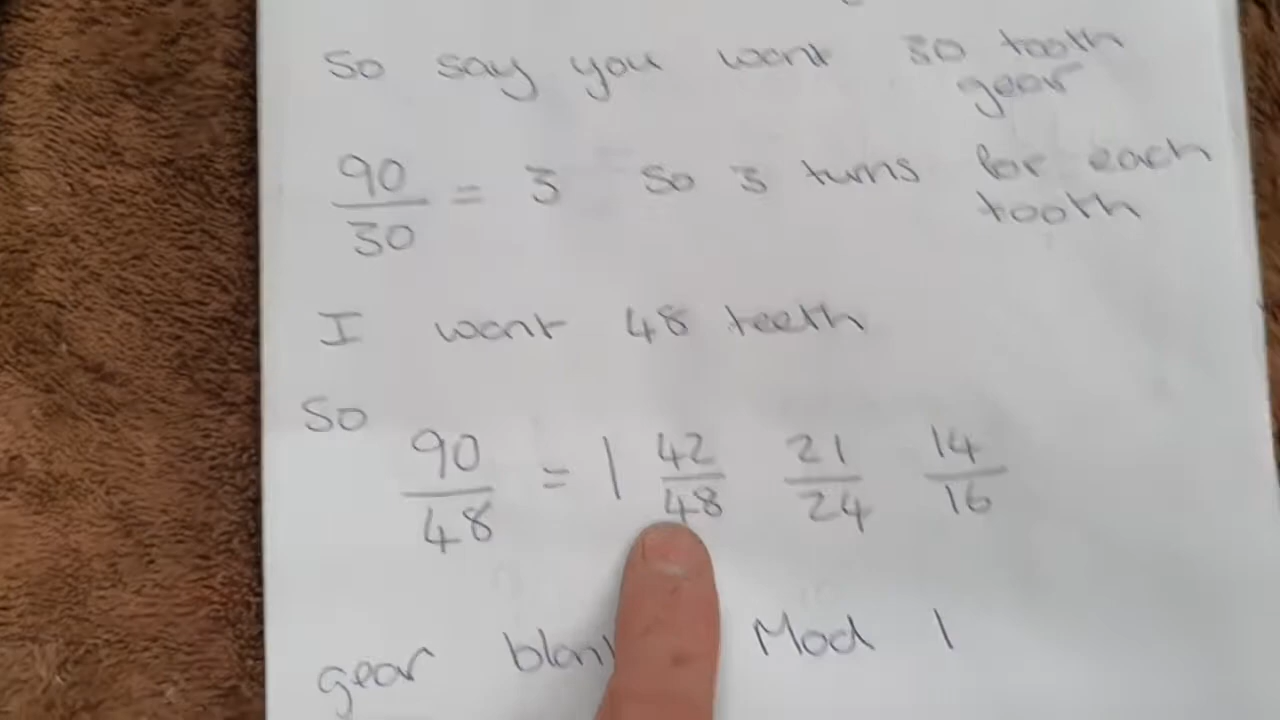 So say you want 30 tooth
gear
90/30 = 3 So 3 turns for each
tooth
I want 48 teeth
So
90/48 = 1 42/48 21/24 14/16
gear Mod 1